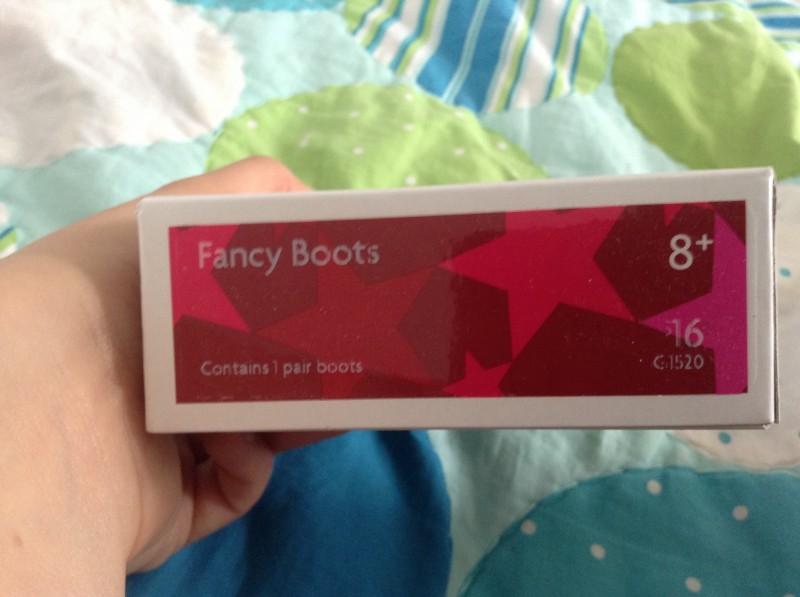 Fancy Boots
8+
16
Contains 1 pair boots
G1520